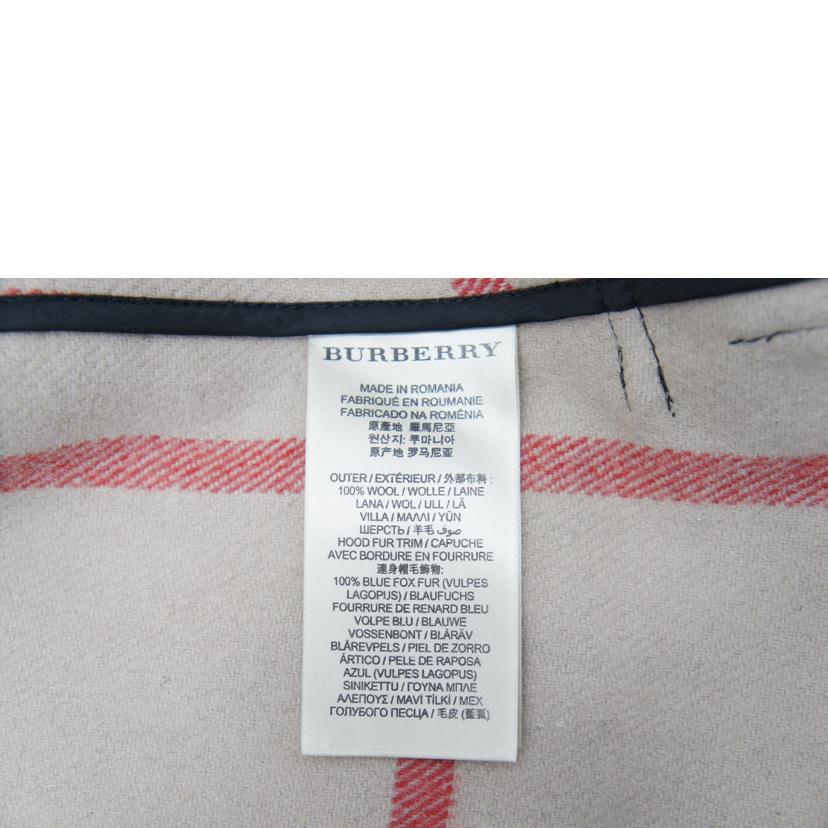 BURBERRY
MADE IN ROMANIA
FABRIQUÉ EN ROUMANIE
FABRICADO NA ROMÊNIA
原產地 羅馬尼亞
원산지: 루마니아
原产地 罗马尼亚
OUTER / EXTÉRIEUR / 外部布料 :
100% WOOL / WOLLE / LAINE
LANA / WOL / ULL / LÃ
VILLA / ΜΑΛΛΙ / YÜN
ШЕРСТЬ / 羊毛 صوف
HOOD FUR TRIM / CAPUCHE
AVEC BORDURE EN FOURRURE
連身帽毛飾物:
100% BLUE FOX FUR (VULPES
LAGOPUS) / BLAUFUCHS
FOURRURE DE RENARD BLEU
VOLPE BLU / BLAUWE
VOSSENBONT / BLÅRÄV
BLÅREVPELS / PIEL DE ZORRO
ÁRTICO / PELE DE RAPOSA
AZUL (VULPES LAGOPUS)
SINIKETTU / ΓΟΥΝΑ ΜΠΛΕ
ΑΛΕΠΟΥΣ / MAVİ TİLKİ / МЕХ
ГОЛУБОГО ПЕСЦА / 毛皮 (藍狐)